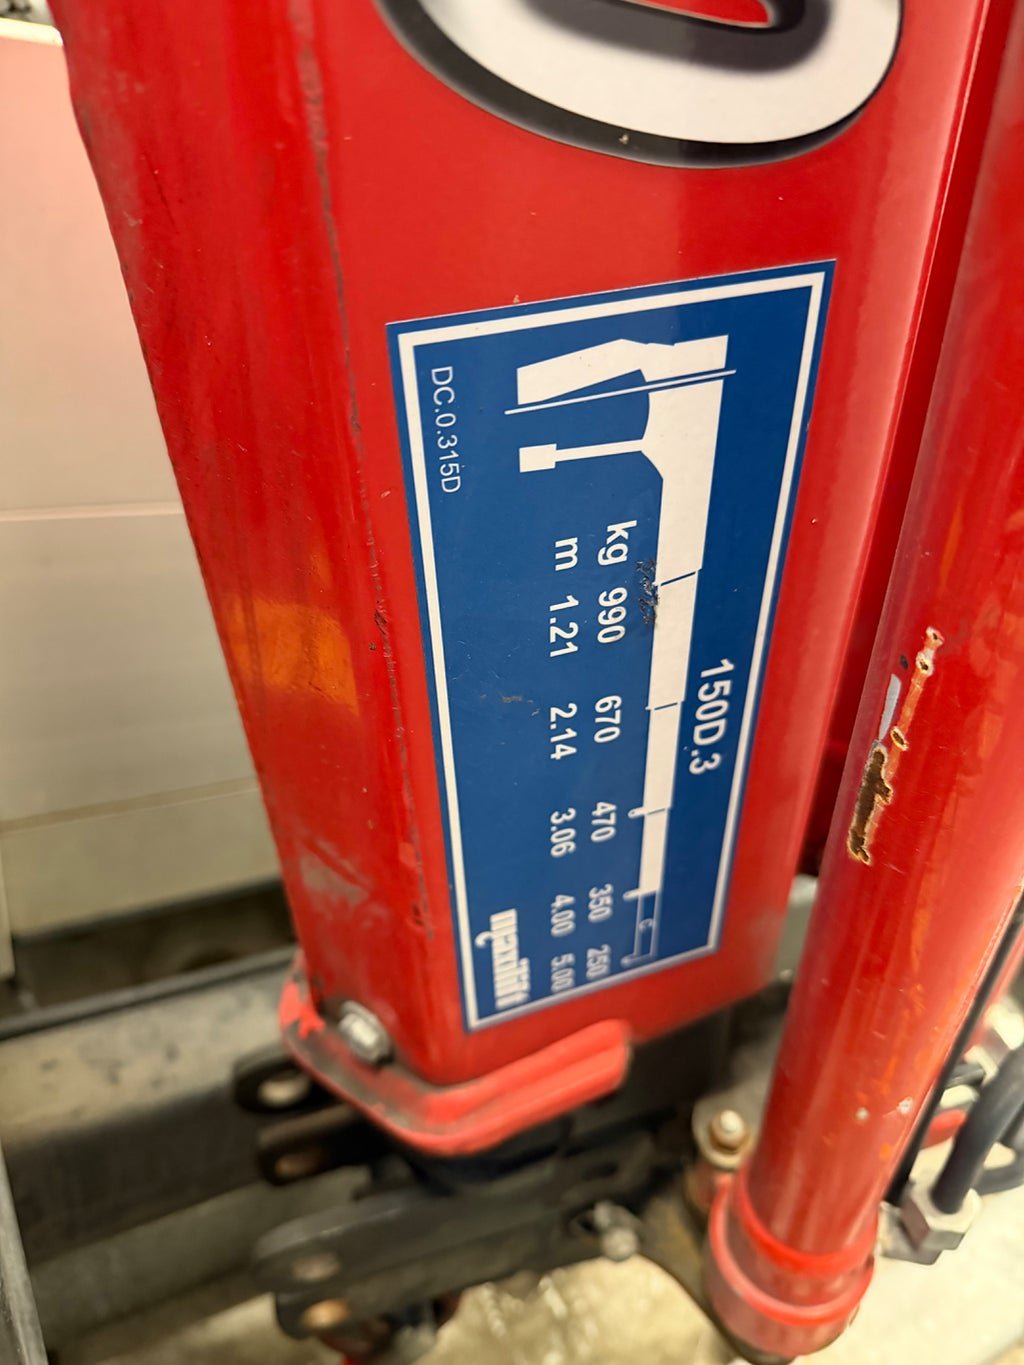 150D.3
kg 990 670 470 350 250
m 1.21 2.14 3.06 4.00 5.00
C
DC.0.315D